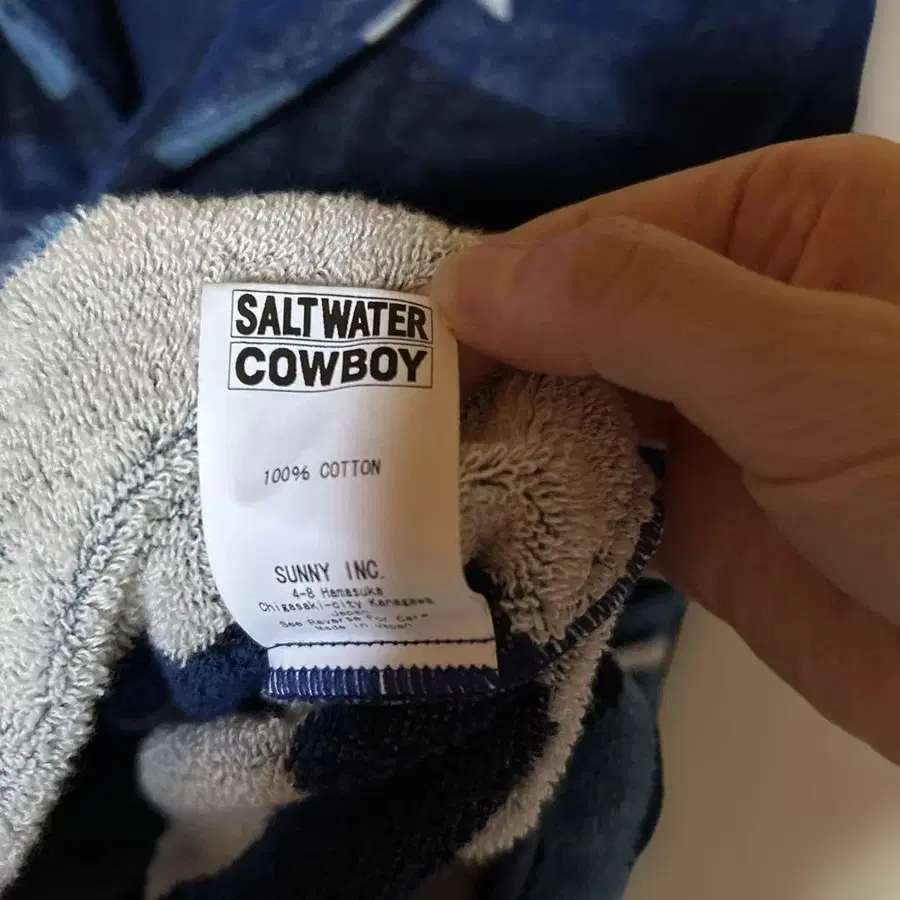 SALTWATER
COWBOY
100% COTTON
SUNNY INC.
4-8 Hamasuka
Chigasaki-city Kanagawa
Japan
See Reverse For Care
Made in Japan